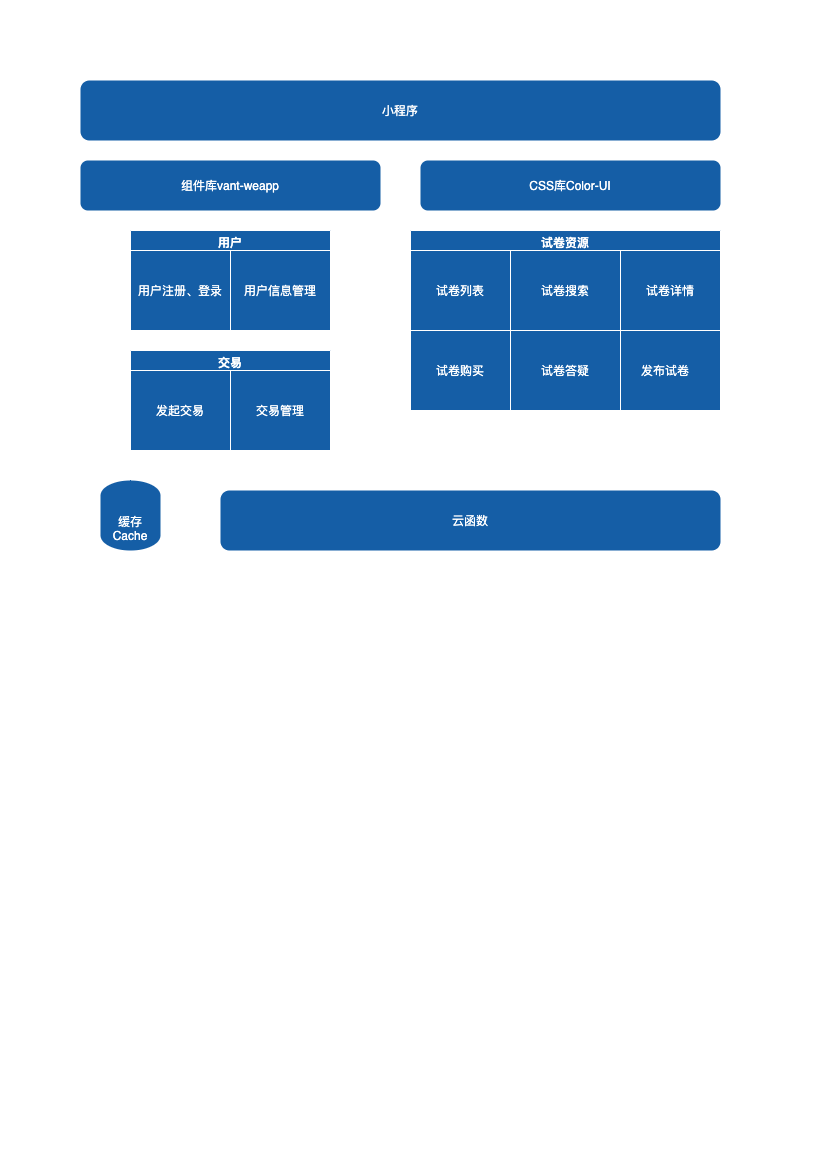 小程序
组件库vant-weapp
CSS库Color-UI
用户
用户注册、登录
用户信息管理
试卷资源
试卷列表
试卷搜索
试卷详情
试卷购买
试卷答疑
发布试卷
交易
发起交易
交易管理
缓存
Cache
云函数